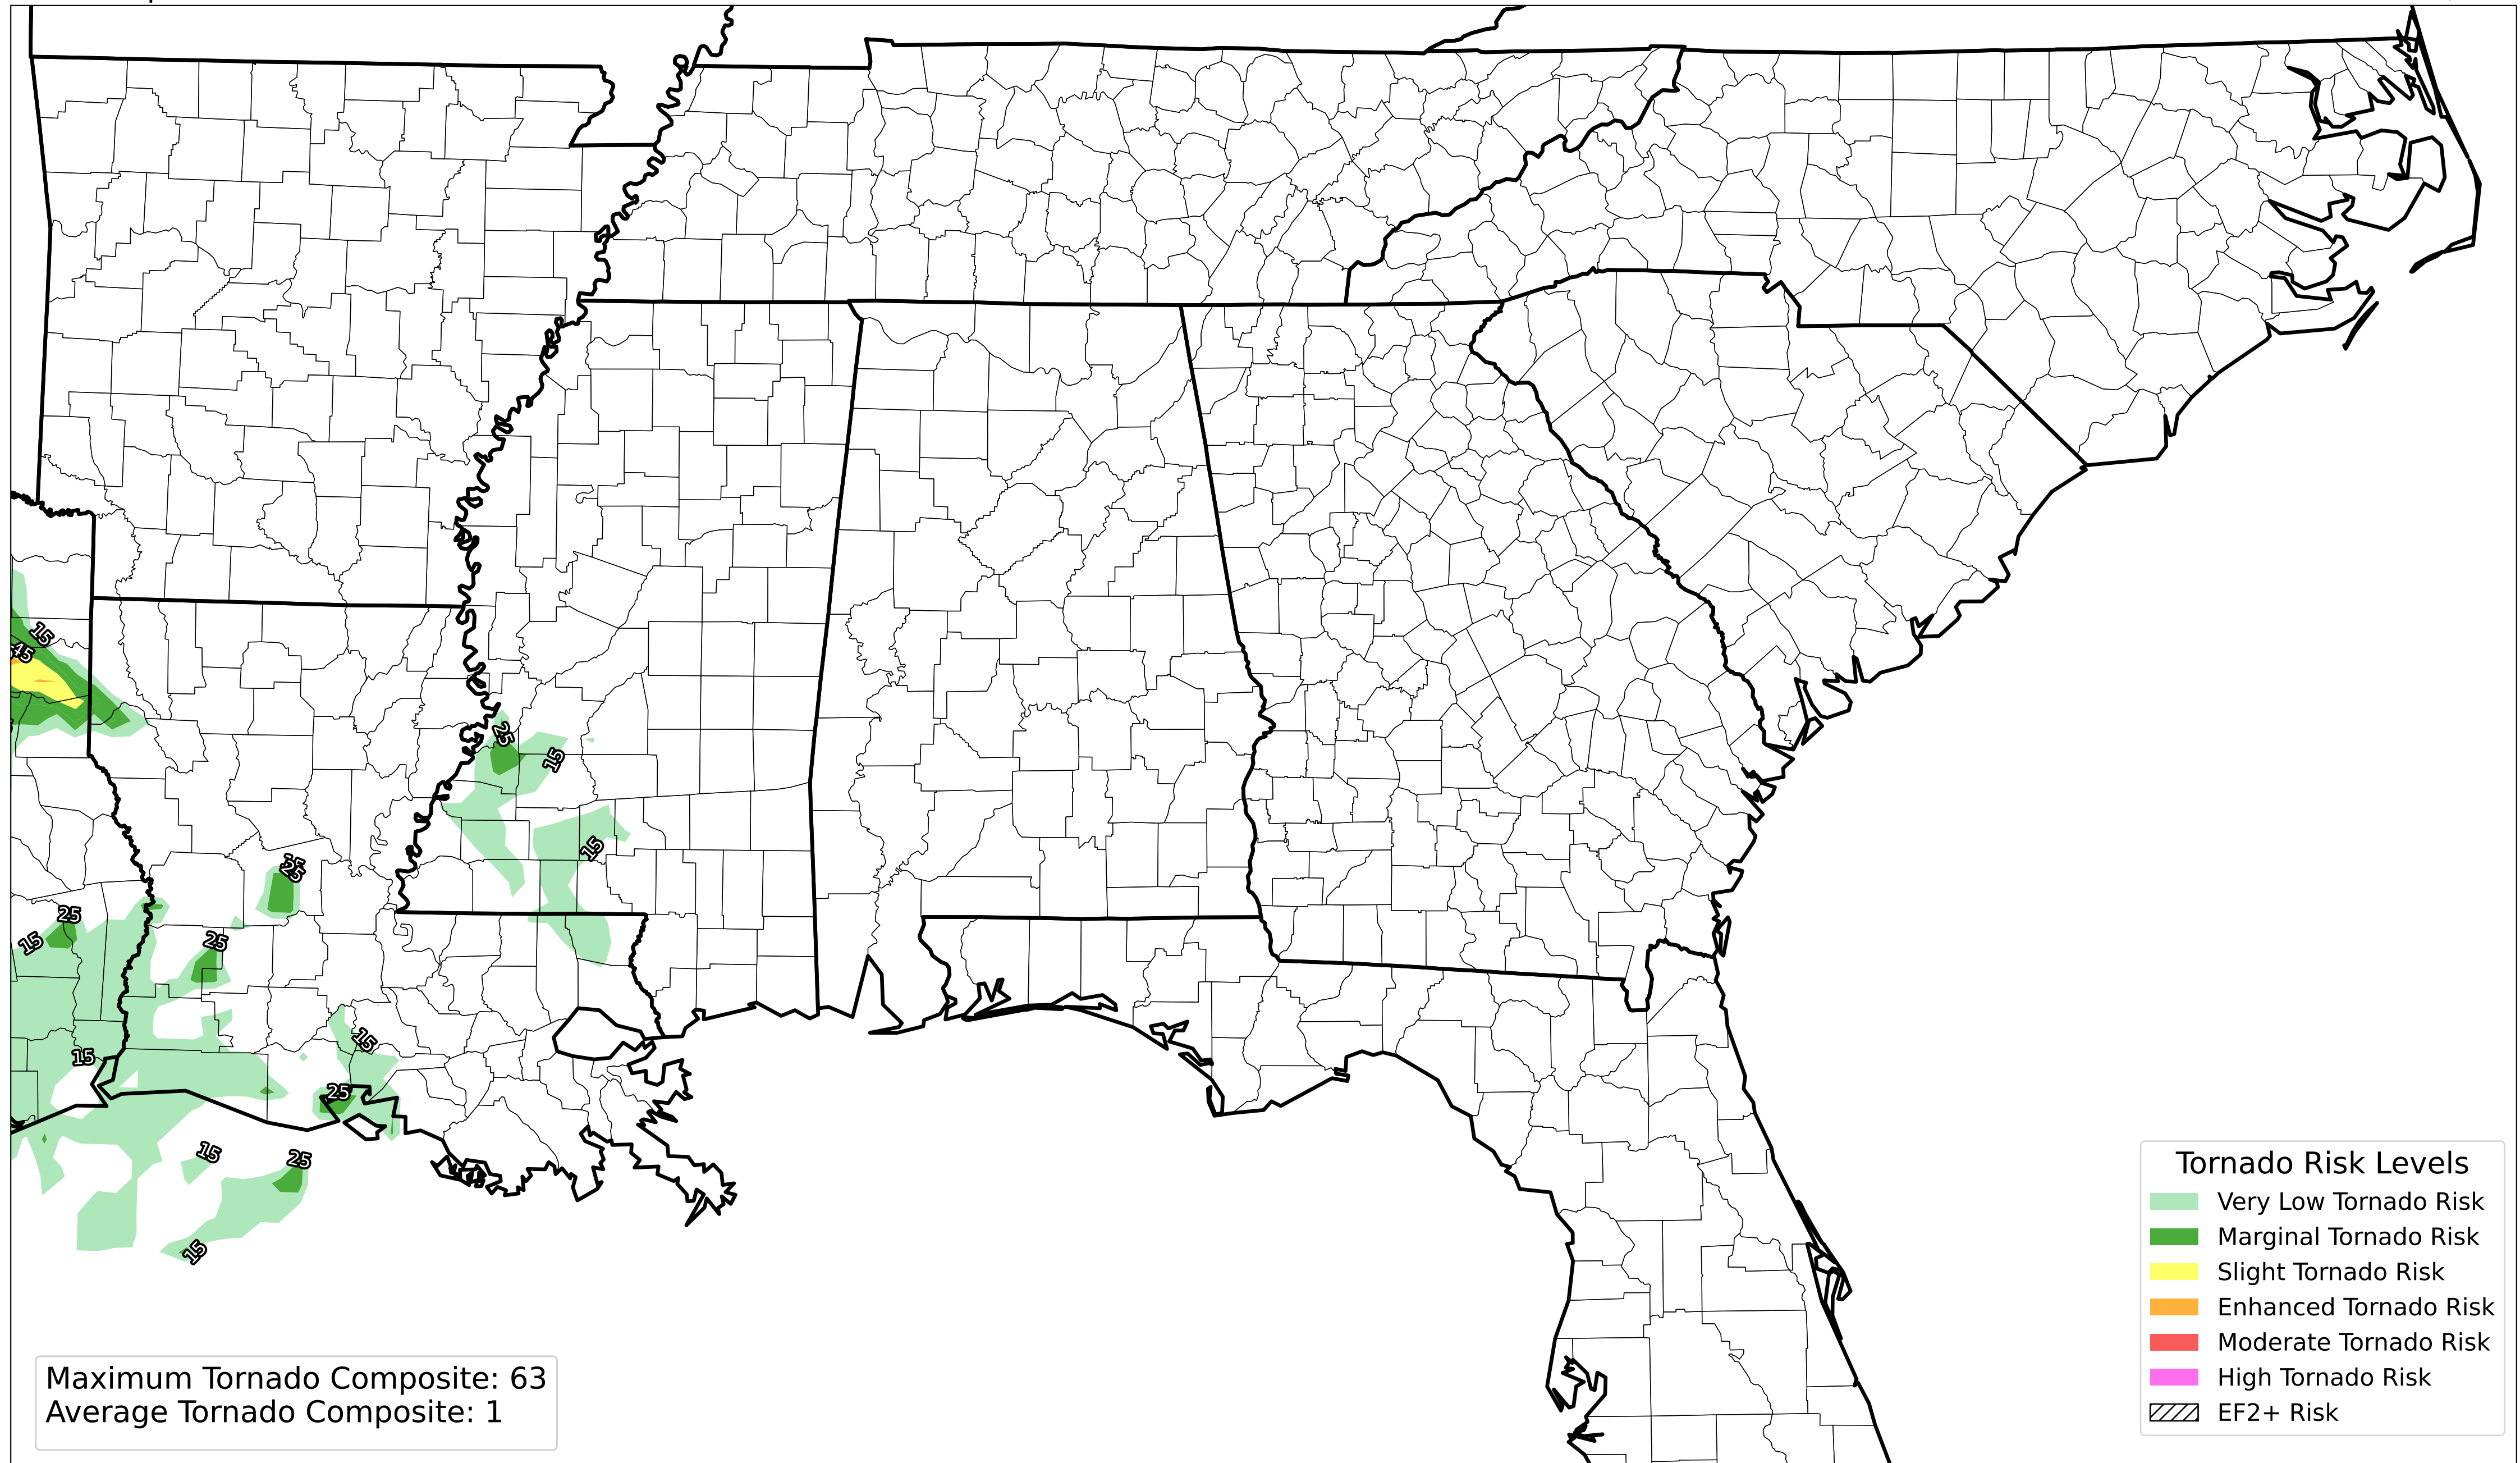 15
45
25
15
15
25
25
15
25
25
15
15
25
15
25
15
Tornado Risk Levels
Very Low Tornado Risk
Marginal Tornado Risk
Slight Tornado Risk
Enhanced Tornado Risk
Moderate Tornado Risk
High Tornado Risk
EF2+ Risk
Maximum Tornado Composite: 63
Average Tornado Composite: 1